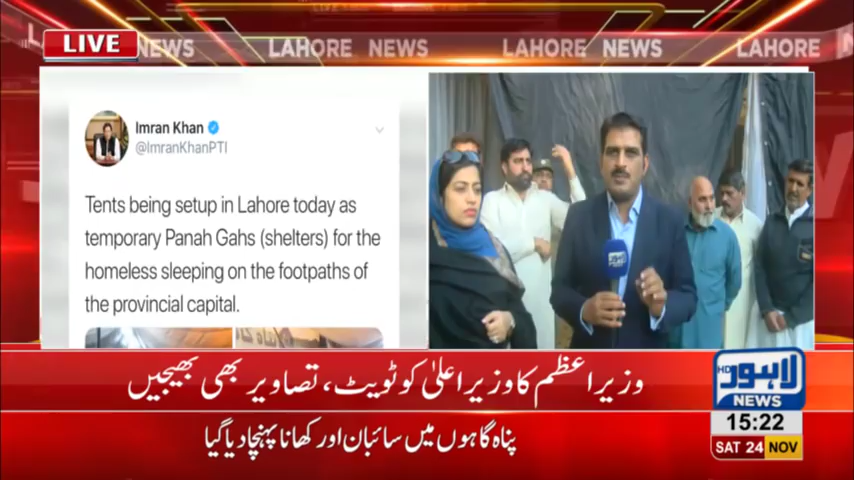 LIVE
NEWS
LAHORE NEWS
LAHORE NEWS
LAHORE
Imran Khan
@ImranKhanPTI
Tents being setup in Lahore today as
temporary Panah Gahs (shelters) for the
homeless sleeping on the footpaths of
the provincial capital.
وزیراعظم کا وزیراعلیٰ کو ٹویٹ، تصاویر بھی بھیجیں
پناہ گاہوں میں سائبان اور کھانا پہنچا دیا گیا
HD لاہور
NEWS
15:22
SAT 24 NOV